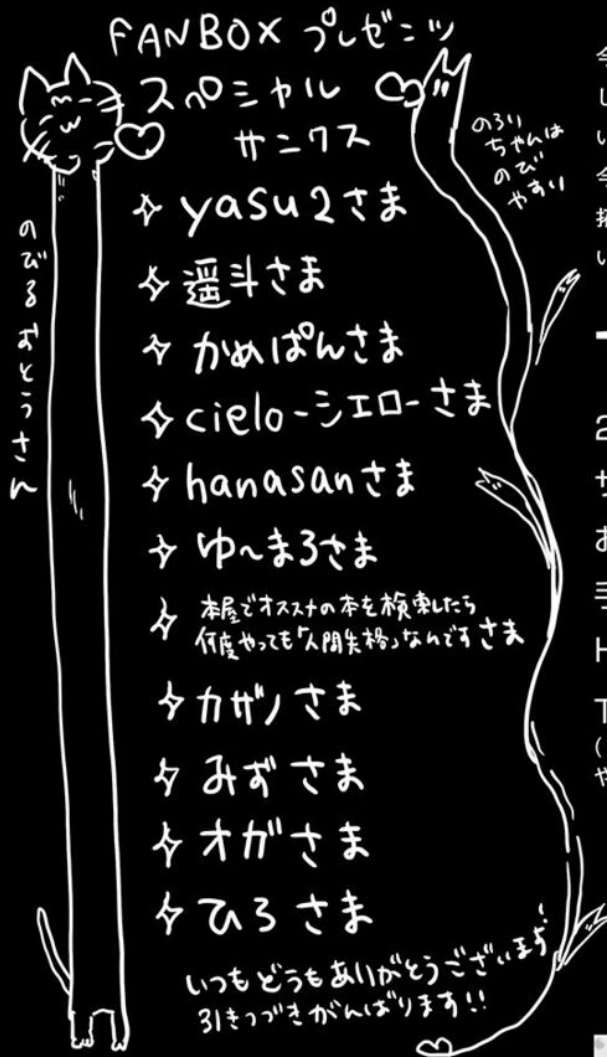 FANBOX プレゼンツ
スペシャル
サンクス
のろい
ちゃんは
のび
やすい
のびるおとうさん
yasu2さま
遥斗さま
かめぱんさま
cielo-シエロ-さま
hanasanさま
ゆ〜まろさま
本屋でオススメの本を検索したら
何度やっても「人間失格」なんですさま
カザノさま
みずさま
オガさま
ひろさま
いつもどうもありがとうございます!
引きつづきがんばります!!